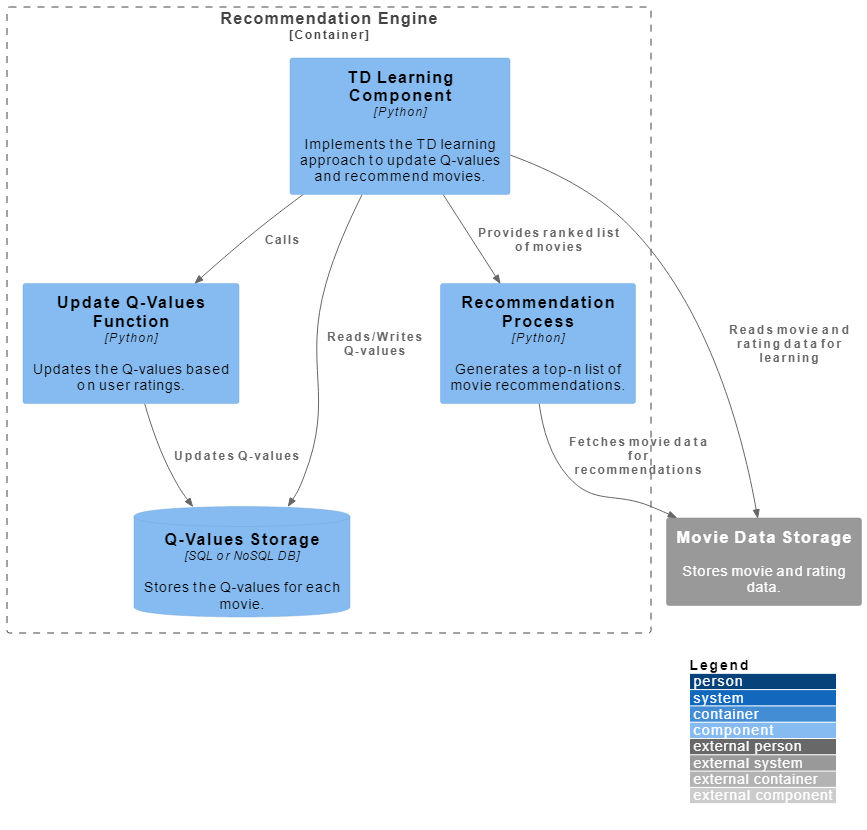 Recommendation Engine
[Container]
TD Learning
Component
[Python]
Implements the TD learning
approach to update Q-values
and recommend movies.
Calls
Provides ranked list
of movies
Update Q-Values
Function
[Python]
Updates the Q-values based
on user ratings.
Reads/Writes
Q-values
Recommendation
Process
[Python]
Generates a top-n list of
movie recommendations.
Reads movie and
rating data for
learning
Updates Q-values
Fetches movie data
for
recommendations
Q-Values Storage
[SQL or NoSQL DB]
Stores the Q-values for each
movie.
Movie Data Storage
Stores movie and rating
data.
Legend
person
system
container
component
external person
external system
external container
external component